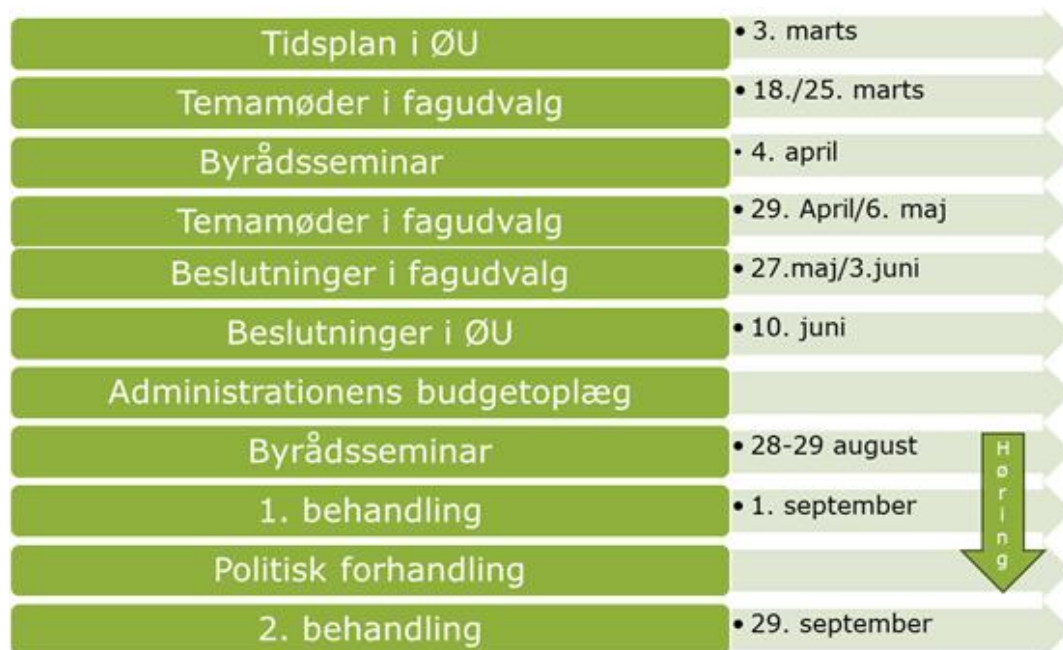 Tidsplan i ØU
• 3. marts
Temamøder i fagudvalg
• 18./25. marts
Byrådsseminar
• 4. april
Temamøder i fagudvalg
• 29. April/6. maj
Beslutninger i fagudvalg
• 27.maj/3.juni
Beslutninger i ØU
• 10. juni
Administrationens budgetoplæg
Byrådsseminar
• 28-29 august
1. behandling
• 1. september
Politisk forhandling
2. behandling
• 29. september
Høring